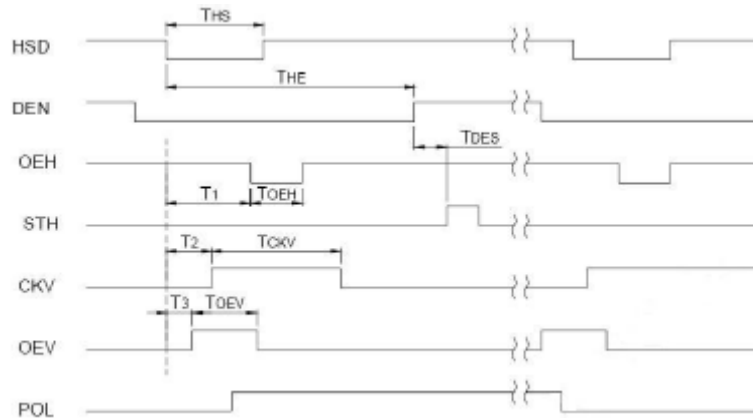 THS
HSD
THE
DEN
TDES
OEH
T1 TOEH
STH
T2 TCKV
CKV
T3 TOEV
OEV
POL